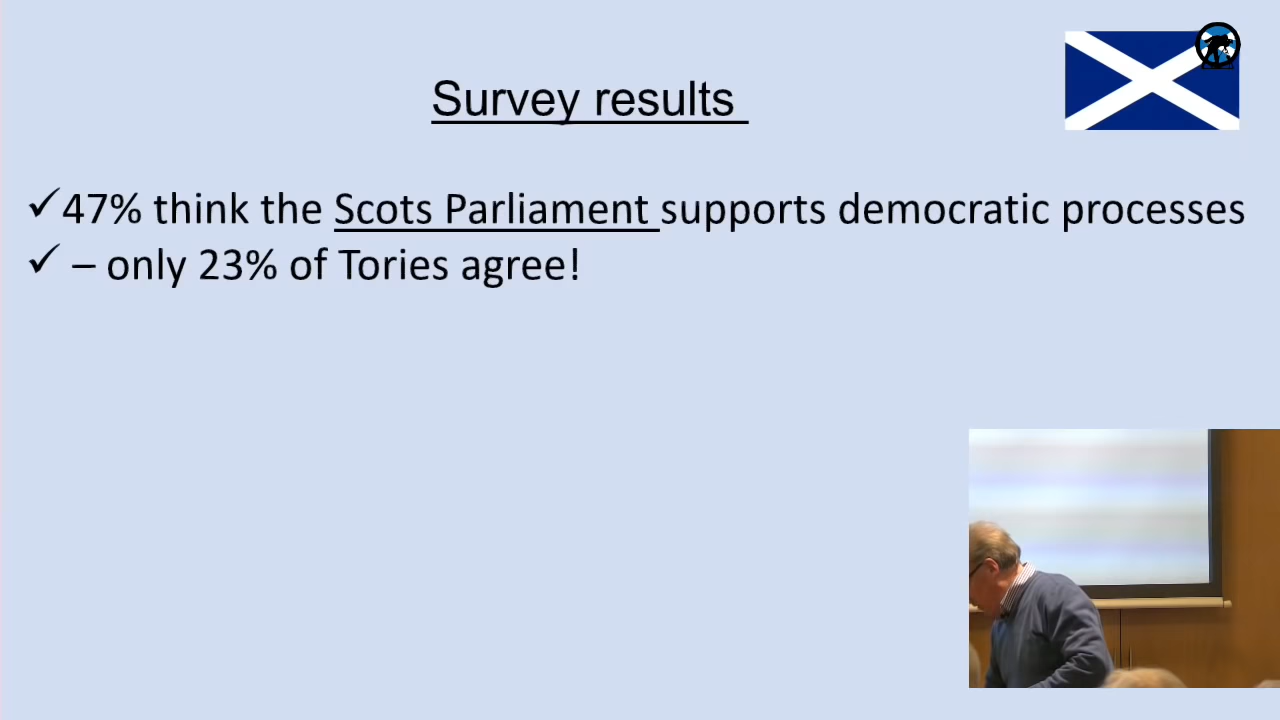 Survey results
✓47% think the Scots Parliament supports democratic processes
✓ – only 23% of Tories agree!